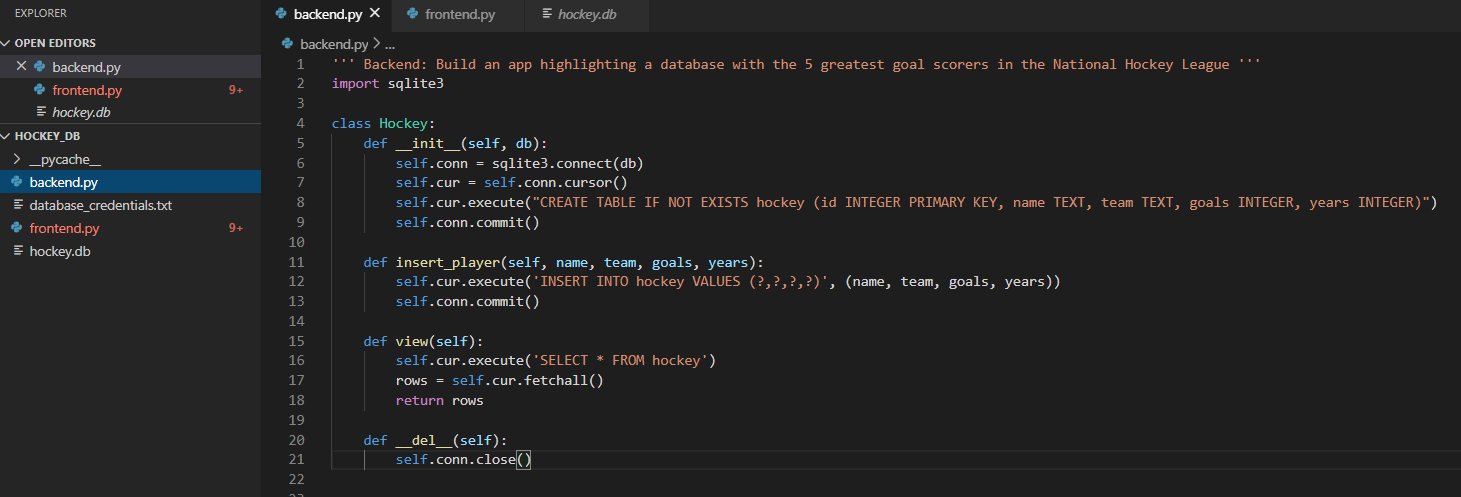 EXPLORER
OPEN EDITORS
backend.py
frontend.py 9+
hockey.db
HOCKEY_DB
__pycache__
backend.py
database_credentials.txt
frontend.py 9+
hockey.db
backend.py frontend.py hockey.db
backend.py > ...
1 ''' Backend: Build an app highlighting a database with the 5 greatest goal scorers in the National Hockey League '''
2 import sqlite3
3
4 class Hockey:
5     def __init__(self, db):
6         self.conn = sqlite3.connect(db)
7         self.cur = self.conn.cursor()
8         self.cur.execute("CREATE TABLE IF NOT EXISTS hockey (id INTEGER PRIMARY KEY, name TEXT, team TEXT, goals INTEGER, years INTEGER)")
9         self.conn.commit()
10
11     def insert_player(self, name, team, goals, years):
12         self.cur.execute('INSERT INTO hockey VALUES (?,?,?,?)', (name, team, goals, years))
13         self.conn.commit()
14
15     def view(self):
16         self.cur.execute('SELECT * FROM hockey')
17         rows = self.cur.fetchall()
18         return rows
19
20     def __del__(self):
21         self.conn.close()
22